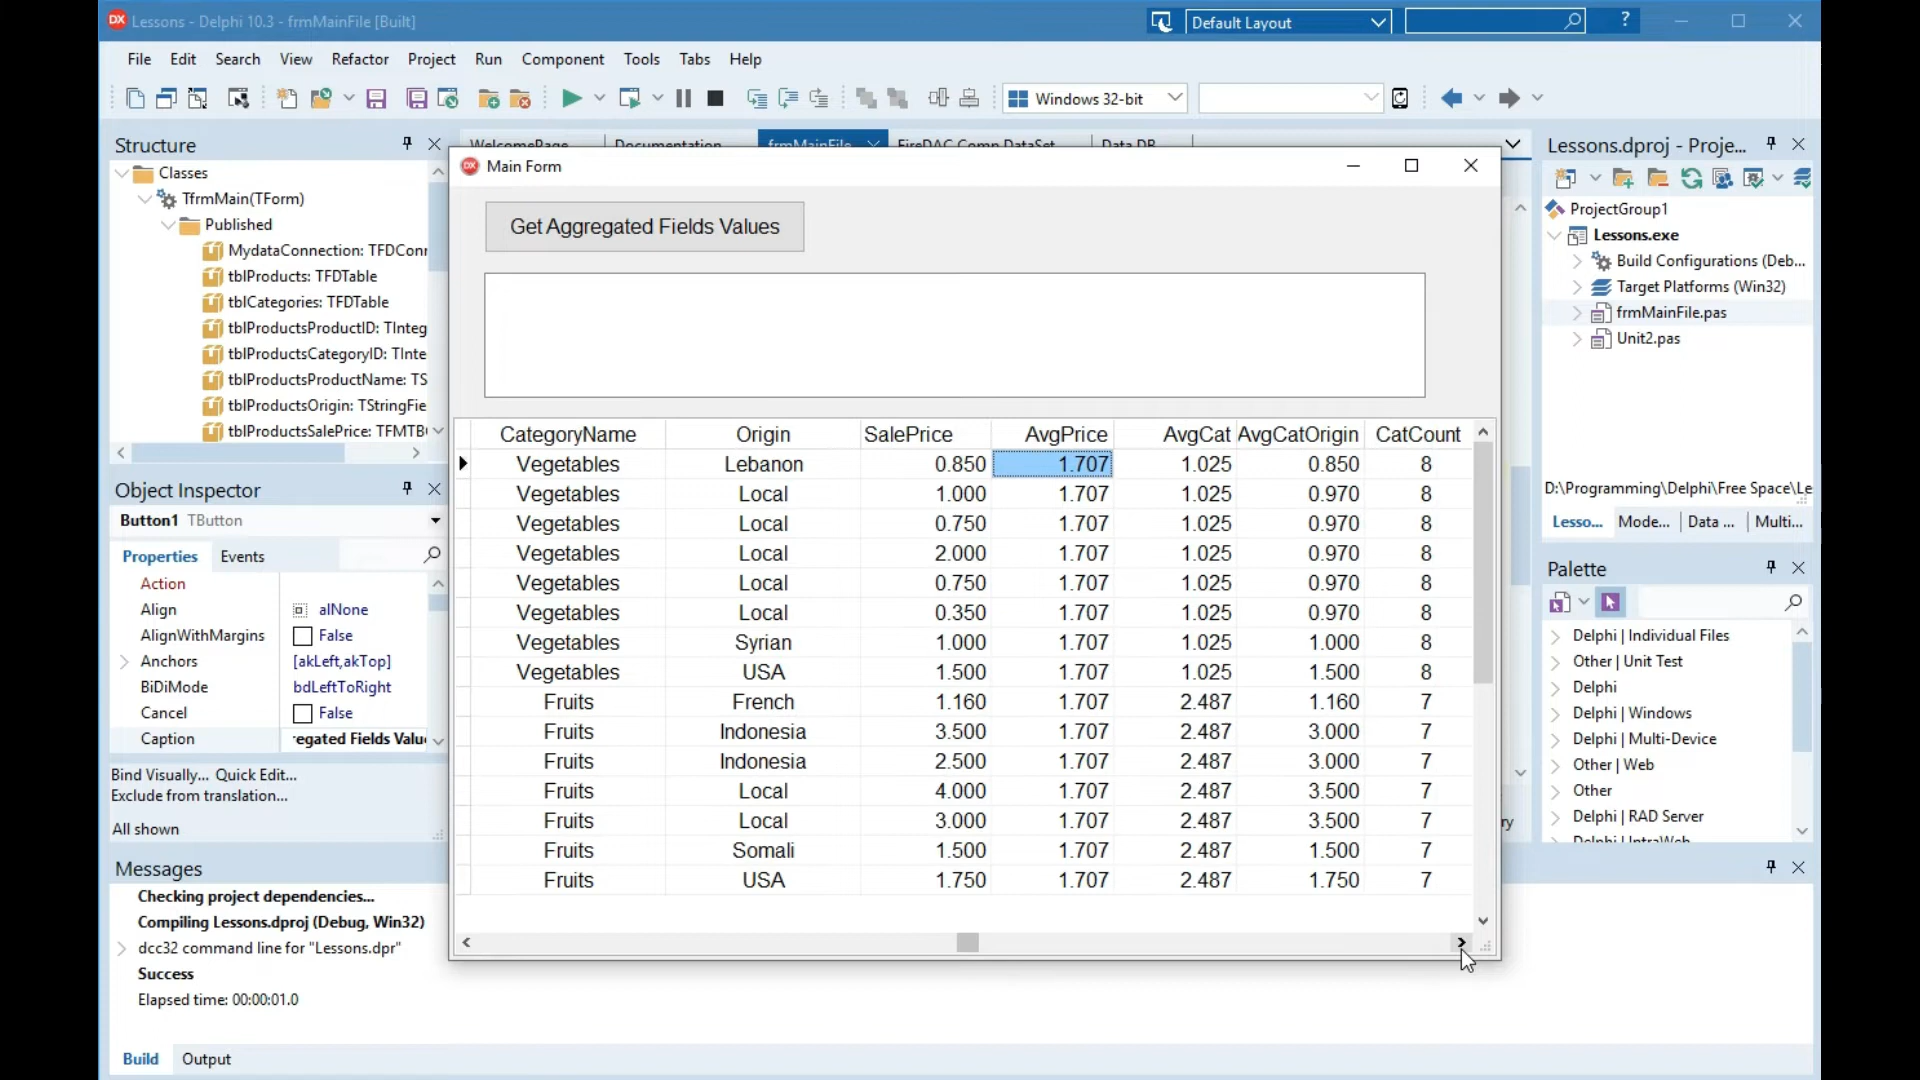 Lessons - Delphi 10.3 - frmMainFile [Built]
Default Layout
?
File Edit Search View Refactor Project Run Component Tools Tabs Help
Windows 32-bit
Structure
Classes
TfrmMain(TForm)
Published
MydataConnection: TFDConn
tblProducts: TFDTable
tblCategories: TFDTable
tblProductsProductID: TInteg
tblProductsCategoryID: TInte
tblProductsProductName: TS
tblProductsOrigin: TStringFie
tblProductsSalePrice: TFMTB
Object Inspector
Button1 TButton
Properties Events
Action
Align alNone
AlignWithMargins False
Anchors [akLeft,akTop]
BiDiMode bdLeftToRight
Cancel False
Caption regated Fields Valu
Bind Visually... Quick Edit...
Exclude from translation...
All shown
WelcomePage Documentation frmMainFile FireDAC.Comp.DataSet Data.DB
Main Form
Get Aggregated Fields Values
CategoryName Origin SalePrice AvgPrice AvgCat AvgCatOrigin CatCount
Vegetables Lebanon 0.850 1.707 1.025 0.850 8
Vegetables Local 1.000 1.707 1.025 0.970 8
Vegetables Local 0.750 1.707 1.025 0.970 8
Vegetables Local 2.000 1.707 1.025 0.970 8
Vegetables Local 0.750 1.707 1.025 0.970 8
Vegetables Local 0.350 1.707 1.025 0.970 8
Vegetables Syrian 1.000 1.707 1.025 1.000 8
Vegetables USA 1.500 1.707 1.025 1.500 8
Fruits French 1.160 1.707 2.487 1.160 7
Fruits Indonesia 3.500 1.707 2.487 3.000 7
Fruits Indonesia 2.500 1.707 2.487 3.000 7
Fruits Local 4.000 1.707 2.487 3.500 7
Fruits Local 3.000 1.707 2.487 3.500 7
Fruits Somali 1.500 1.707 2.487 1.500 7
Fruits USA 1.750 1.707 2.487 1.750 7
ry
Lessons.dproj - Proje...
ProjectGroup1
Lessons.exe
Build Configurations (Deb...
Target Platforms (Win32)
frmMainFile.pas
Unit2.pas
D:\Programming\Delphi\Free Space\Le
Lesso... Mode... Data ... Multi...
Palette
Delphi | Individual Files
Other | Unit Test
Delphi
Delphi | Windows
Delphi | Multi-Device
Other | Web
Other
Delphi | RAD Server
Delphi | IntraWeb
Messages
Checking project dependencies...
Compiling Lessons.dproj (Debug, Win32)
dcc32 command line for "Lessons.dpr"
Success
Elapsed time: 00:00:01.0
Build Output